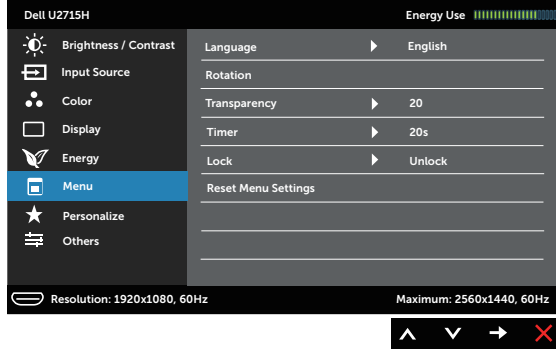 Dell U2715H Energy Use
Brightness / Contrast Language English
Input Source Rotation
Color Transparency 20
Display Timer 20s
Energy Lock Unlock
Menu Reset Menu Settings
Personalize
Others
Resolution: 1920x1080, 60Hz Maximum: 2560x1440, 60Hz